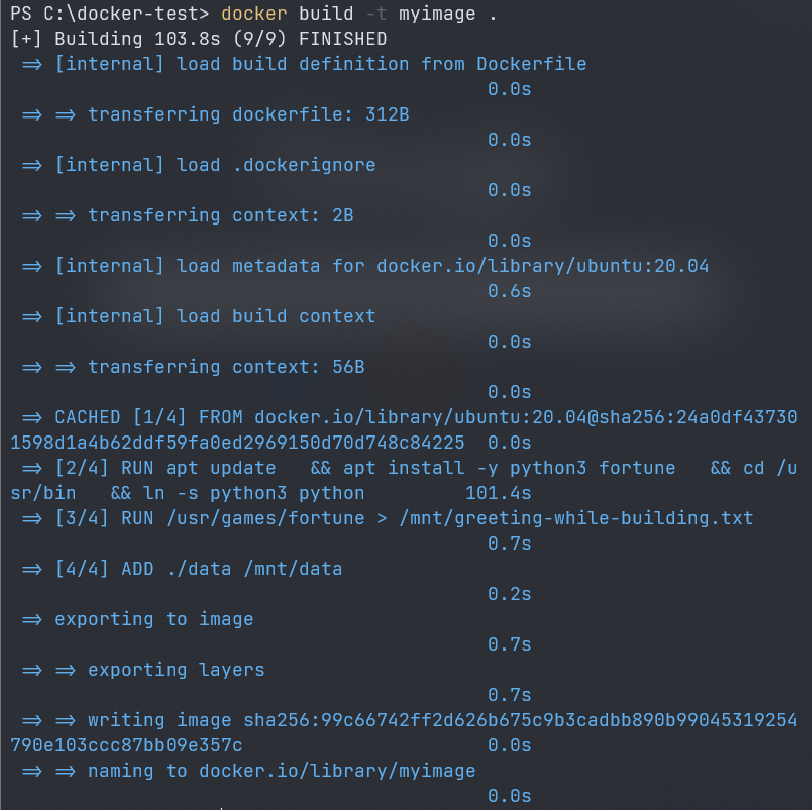 PS C:\docker-test> docker build -t myimage .
[+] Building 103.8s (9/9) FINISHED
=> [internal] load build definition from Dockerfile
0.0s
=> => transferring dockerfile: 312B
0.0s
=> [internal] load .dockerignore
0.0s
=> => transferring context: 2B
0.0s
=> [internal] load metadata for docker.io/library/ubuntu:20.04
0.6s
=> [internal] load build context
0.0s
=> => transferring context: 56B
0.0s
=> CACHED [1/4] FROM docker.io/library/ubuntu:20.04@sha256:24a0df43730
1598d1a4b62ddf59fa0ed2969150d70d748c84225 0.0s
=> [2/4] RUN apt update && apt install -y python3 fortune && cd /u
sr/bin && ln -s python3 python 101.4s
=> [3/4] RUN /usr/games/fortune > /mnt/greeting-while-building.txt
0.7s
=> [4/4] ADD ./data /mnt/data
0.2s
=> exporting to image
0.7s
=> => exporting layers
0.7s
=> => writing image sha256:99c66742ff2d626b675c9b3cadbb890b99045319254
790e103ccc87bb09e357c 0.0s
=> => naming to docker.io/library/myimage
0.0s